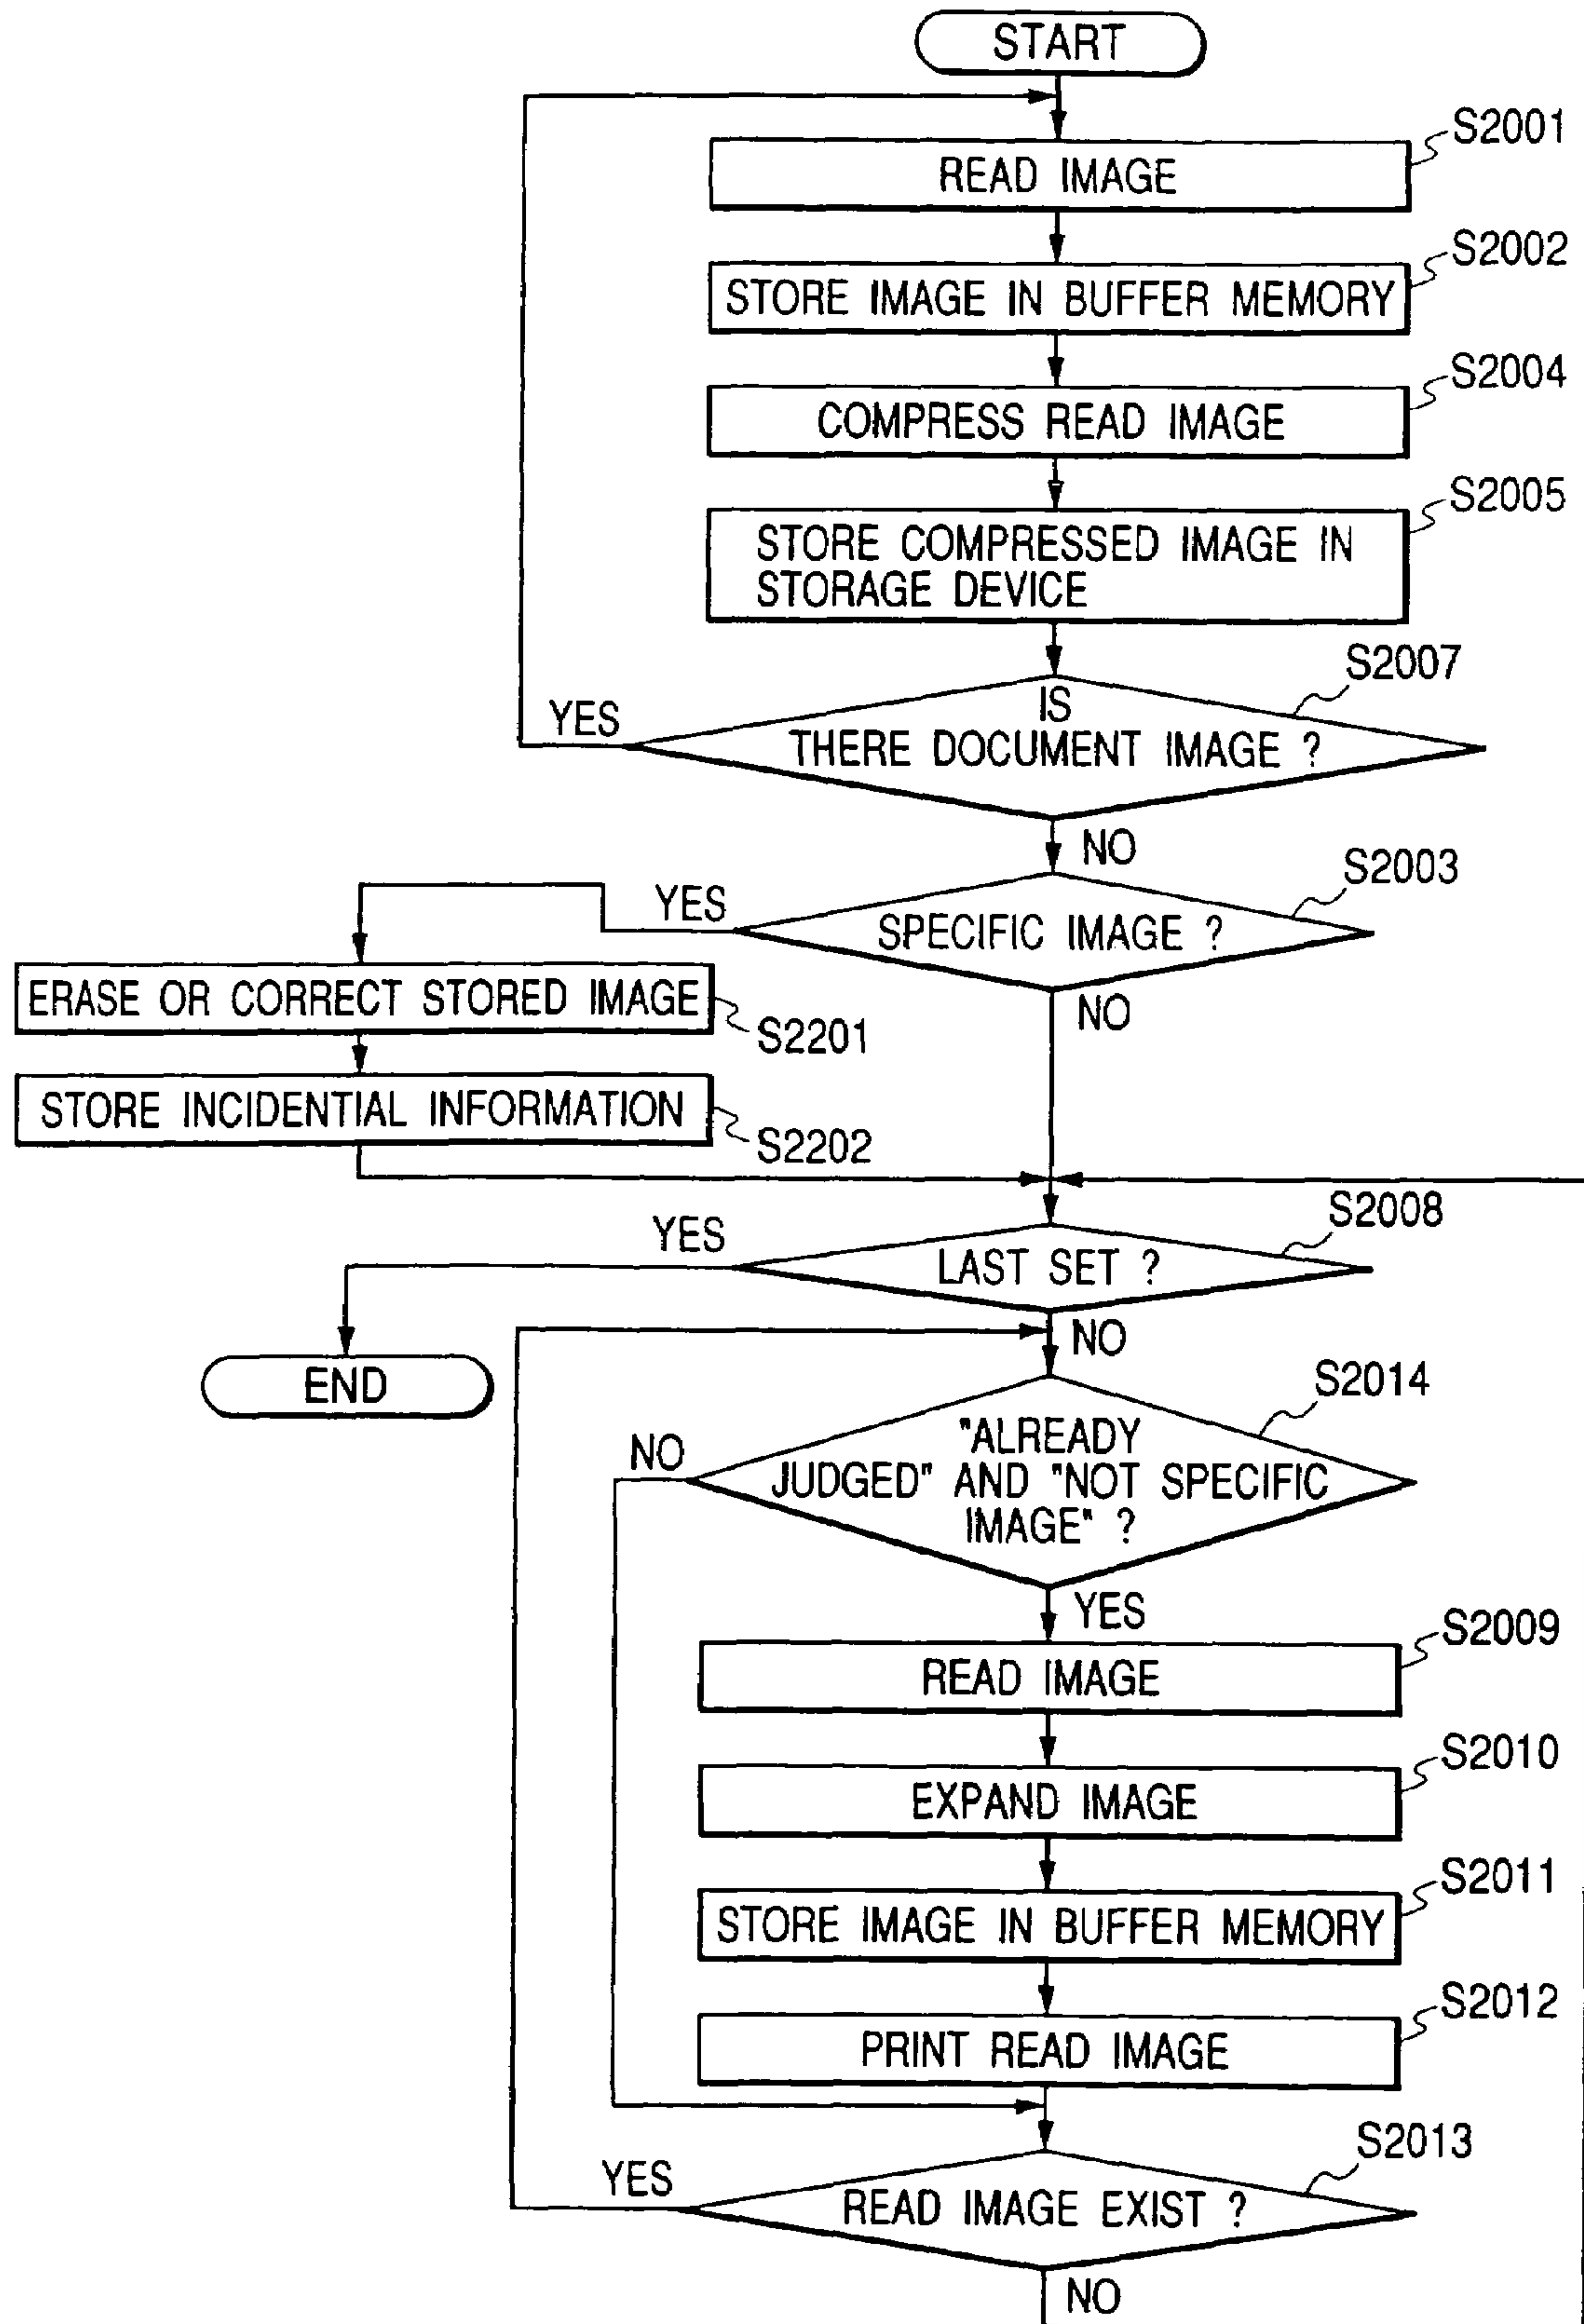 START
S2001
READ IMAGE
S2002
STORE IMAGE IN BUFFER MEMORY
S2004
COMPRESS READ IMAGE
S2005
STORE COMPRESSED IMAGE IN
STORAGE DEVICE
S2007
IS
THERE DOCUMENT IMAGE ?
YES
NO
S2003
SPECIFIC IMAGE ?
YES
NO
ERASE OR CORRECT STORED IMAGE
S2201
STORE INCIDENTIAL INFORMATION
S2202
S2008
LAST SET ?
YES
NO
END
S2014
"ALREADY
JUDGED" AND "NOT SPECIFIC
IMAGE" ?
NO
YES
S2009
READ IMAGE
S2010
EXPAND IMAGE
S2011
STORE IMAGE IN BUFFER MEMORY
S2012
PRINT READ IMAGE
S2013
READ IMAGE EXIST ?
YES
NO